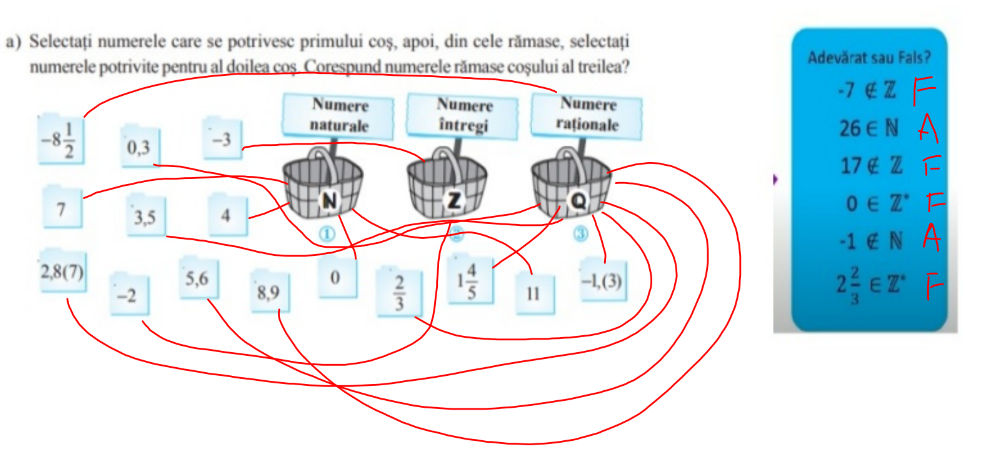 a) Selectați numerele care se potrivesc primului coș, apoi, din cele rămase, selectați
numerele potrivite pentru al doilea coș. Corespund numerele rămase coșului al treilea?
Numere naturale
Numere întregi
Numere raționale
-8 1/2
0,3
-3
7
3,5
4
N
Z
Q
①
②
③
2,8(7)
-2
5,6
8,9
0
2/3
1 4/5
11
-1,(3)
Adevărat sau Fals?
-7 ∉ Z F
26 ∈ N A
17 ∉ Z F
0 ∈ Z* F
-1 ∉ N A
2 2/3 ∈ Z* F